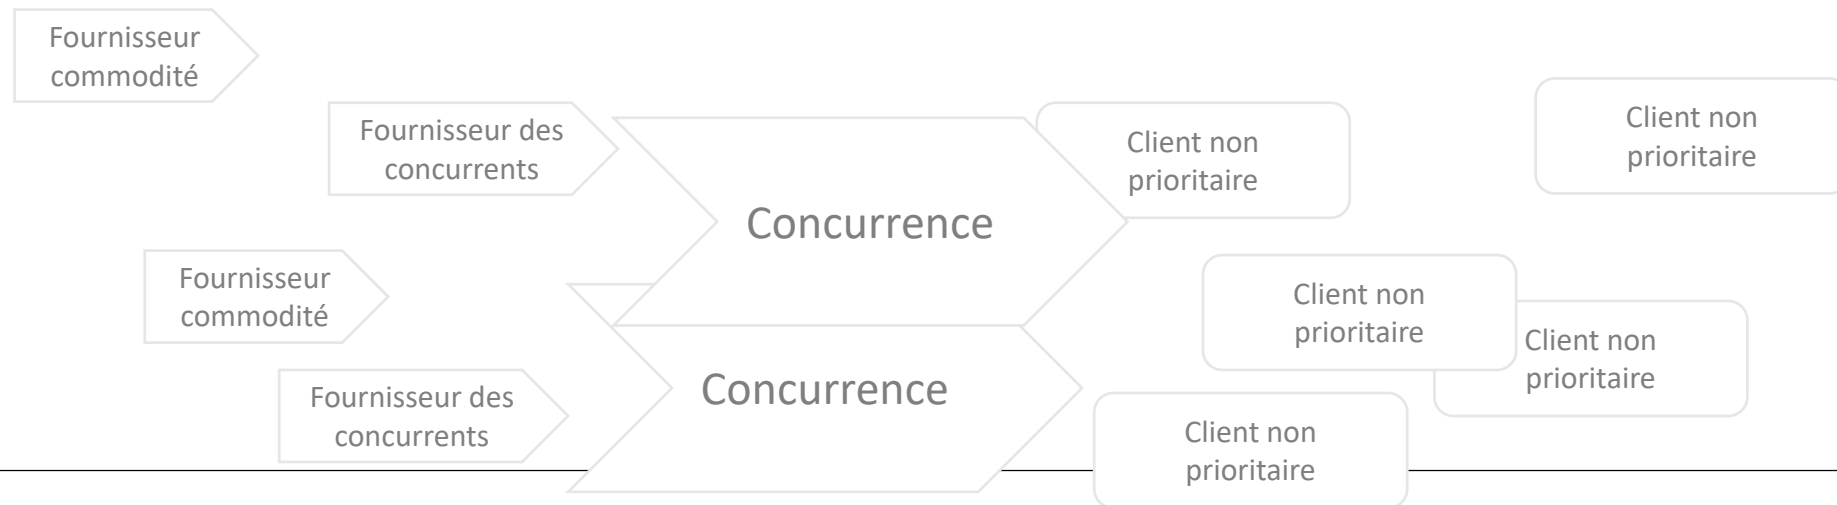 Fournisseur
commodité
Fournisseur des
concurrents
Concurrence
Client non
prioritaire
Client non
prioritaire
Fournisseur
commodité
Client non
prioritaire
Client non
prioritaire
Fournisseur des
concurrents
Concurrence
Client non
prioritaire